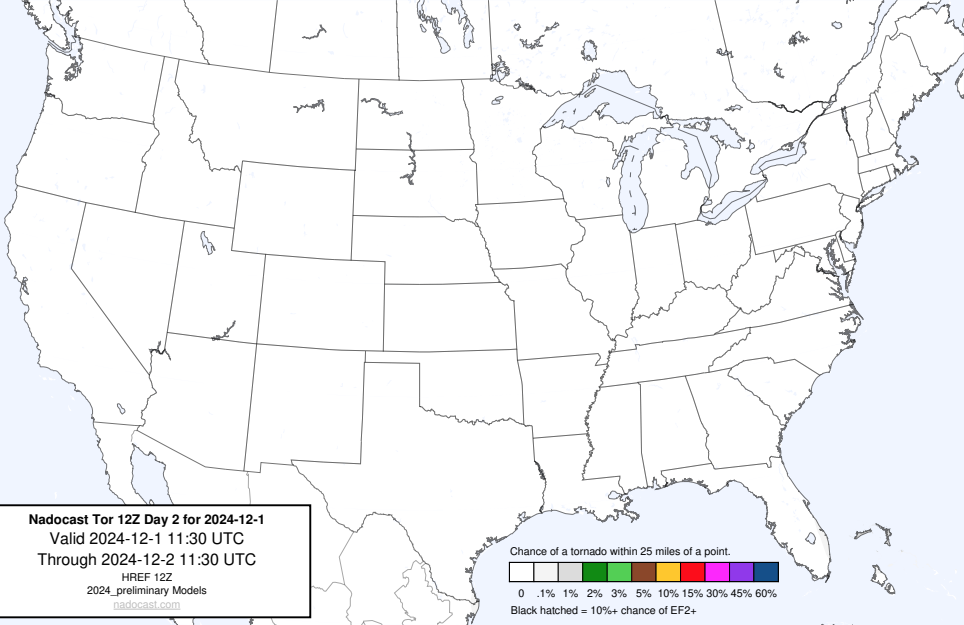 Nadocast Tor 12Z Day 2 for 2024-12-1
Valid 2024-12-1 11:30 UTC
Through 2024-12-2 11:30 UTC
HREF 12Z
2024_preliminary Models
nadocast.com
Chance of a tornado within 25 miles of a point.
0 .1% 1% 2% 3% 5% 10% 15% 30% 45% 60%
Black hatched = 10%+ chance of EF2+